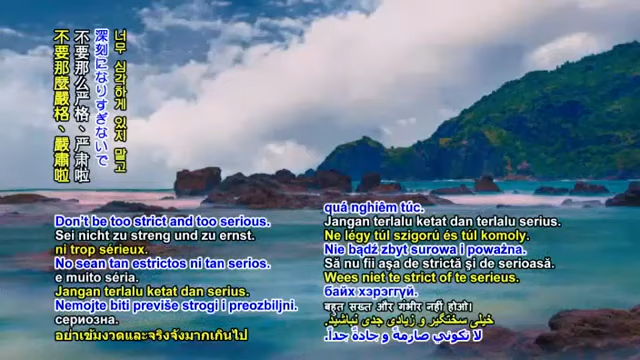 너무 심각하게 있지 말고
深刻になりすぎないで
不要那么严格、严肃啦
不要那麼嚴格、嚴肅啦
Don't be too strict and too serious.
Sei nicht zu streng und zu ernst.
ni trop sérieux.
No sean tan estrictos ni tan serios.
e muito séria.
Jangan terlalu ketat dan serius.
Nemojte biti previše strogi i preozbiljni.
сериозна.
อย่าเข้มงวดและจริงจังมากเกินไป
quá nghiêm túc.
Jangan terlalu ketat dan terlalu serius.
Ne légy túl szigorú és túl komoly.
Nie bądź zbyt surowa i poważna.
Să nu fii aşa de strictă şi de serioasă.
Wees niet te strict of te serieus.
байх хэрэггүй.
बहुत सख्त और गंभीर नहीं होओ।
خیلی سختگیر و زیادی جدی نباشید.
لا تكوني صارمة و جادة جداً.